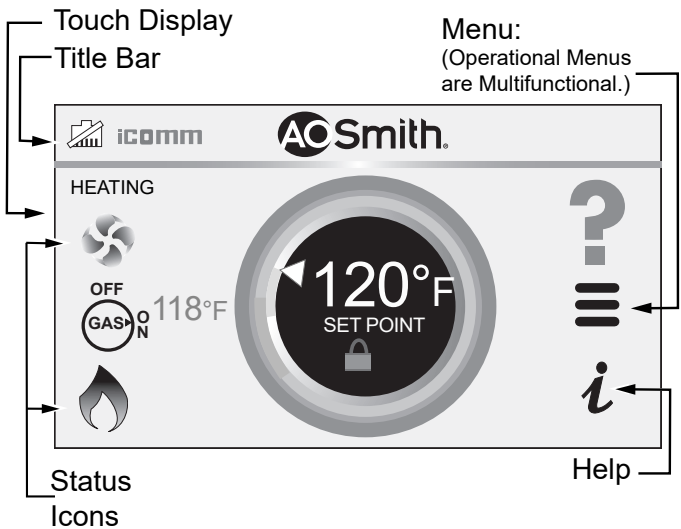 Touch Display
Title Bar
Menu:
(Operational Menus
are Multifunctional.)
icomm
AOSmith.
HEATING
OFF
GAS
ON
118°F
120°F
SET POINT
?
i
Help
Status
Icons